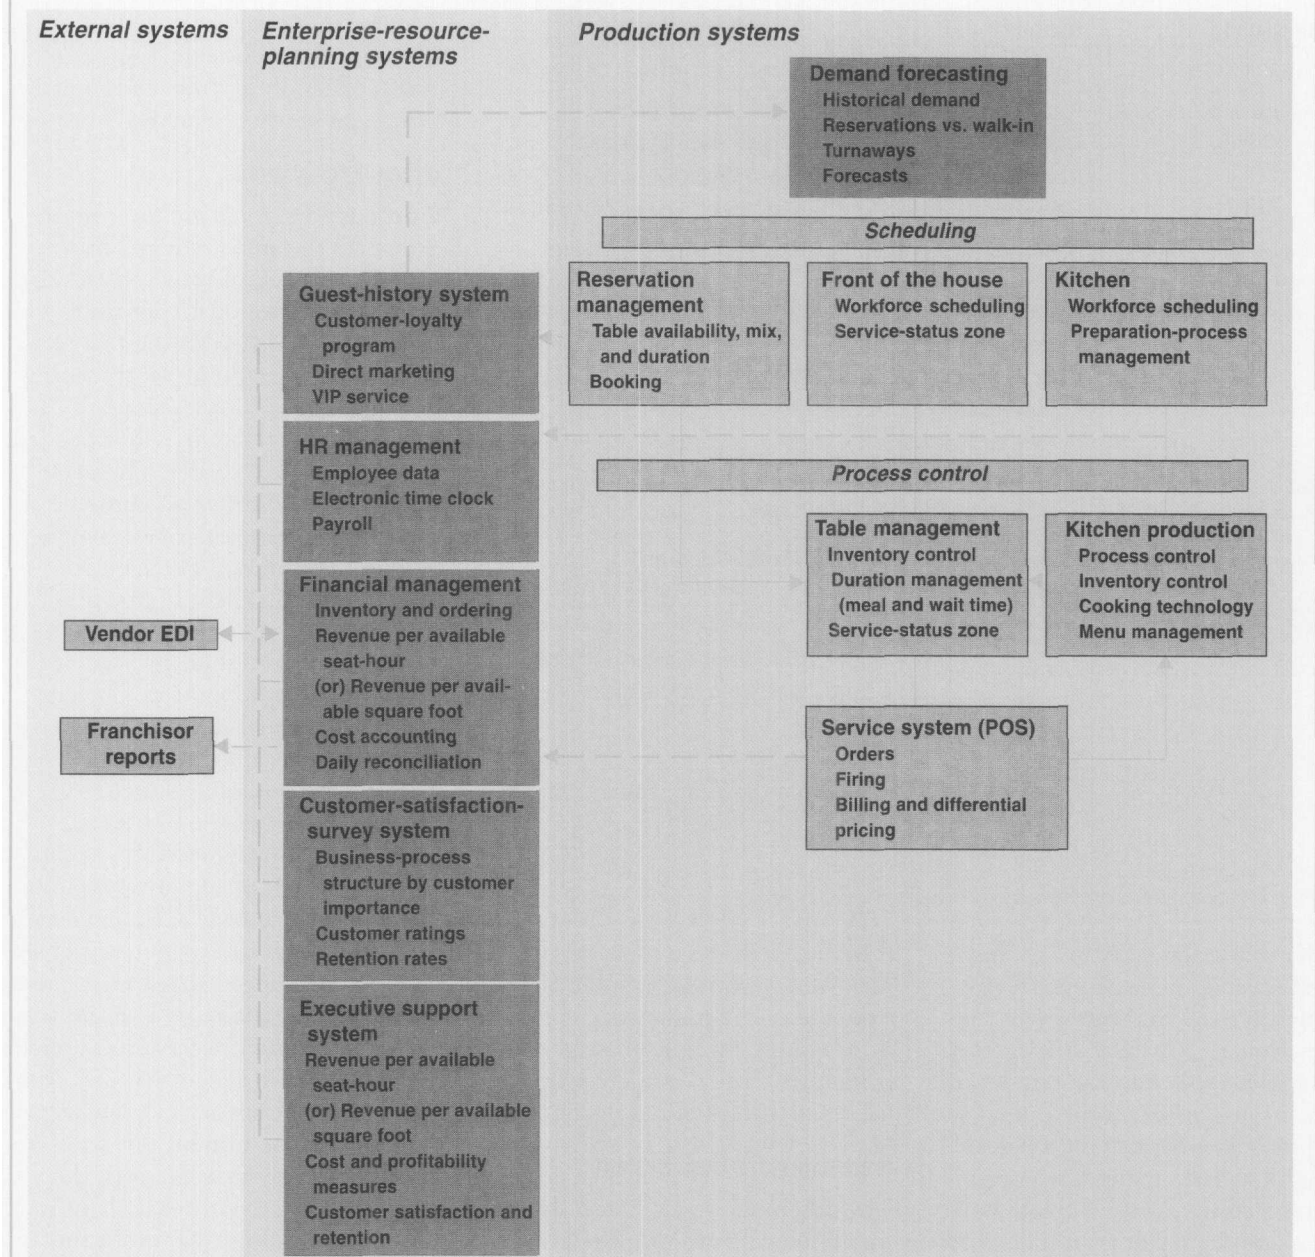 External systems
Enterprise-resource-
planning systems
Production systems
Demand forecasting
Historical demand
Reservations vs. walk-in
Turnaways
Forecasts
Scheduling
Reservation
management
Table availability, mix,
and duration
Booking
Front of the house
Workforce scheduling
Service-status zone
Kitchen
Workforce scheduling
Preparation-process
management
Guest-history system
Customer-loyalty
program
Direct marketing
VIP service
HR management
Employee data
Electronic time clock
Payroll
Process control
Table management
Inventory control
Duration management
(meal and wait time)
Service-status zone
Kitchen production
Process control
Inventory control
Cooking technology
Menu management
Financial management
Inventory and ordering
Revenue per available
seat-hour
(or) Revenue per avail-
able square foot
Cost accounting
Daily reconciliation
Vendor EDI
Franchisor
reports
Service system (POS)
Orders
Firing
Billing and differential
pricing
Customer-satisfaction-
survey system
Business-process
structure by customer
importance
Customer ratings
Retention rates
Executive support
system
Revenue per available
seat-hour
(or) Revenue per available
square foot
Cost and profitability
measures
Customer satisfaction and
retention